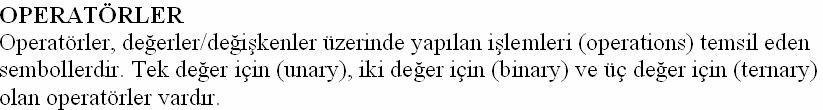 OPERATÖRLER
Operatörler, değerler/değişkenler üzerinde yapılan işlemleri (operations) temsil eden
sembollerdir. Tek değer için (unary), iki değer için (binary) ve üç değer için (ternary)
olan operatörler vardır.